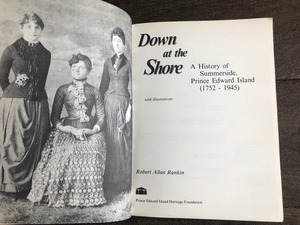 Down
at the
Shore
A History of
Summerside,
Prince Edward Island
(1752 - 1945)
with illustrations
Robert Allan Rankin
Prince Edward Island Heritage Foundation